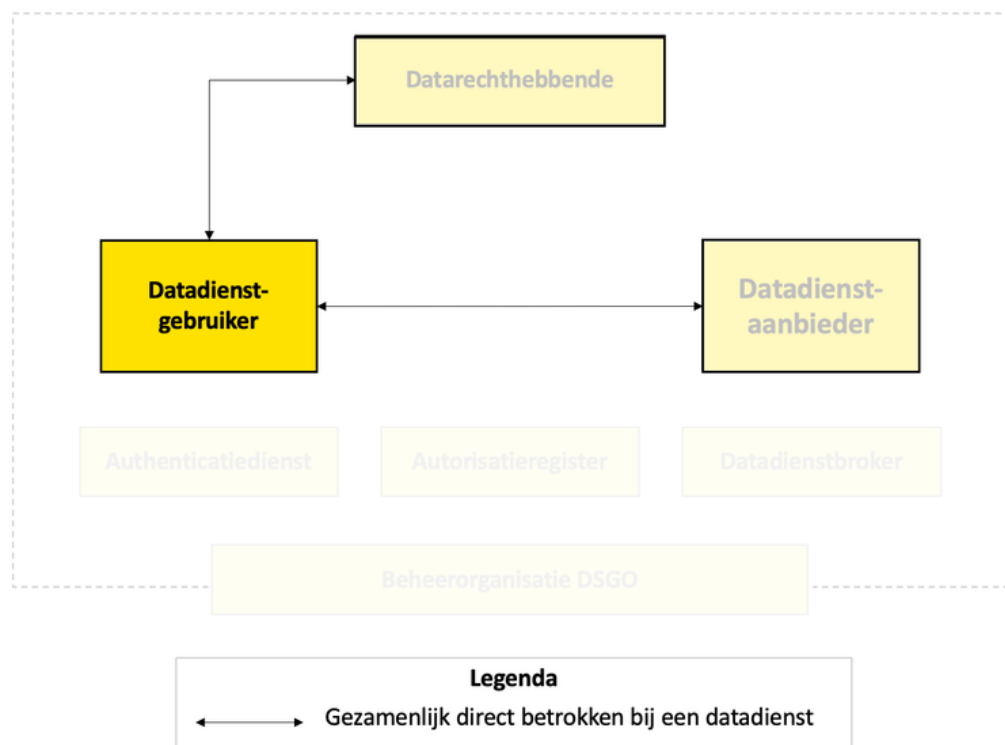 Datarechthebbende
Datadienst-
gebruiker
Datadienst-
aanbieder
Authenticatiedienst
Autorisatieregister
Datadienstbroker
Beheerorganisatie DSGO
Legenda
Gezamenlijk direct betrokken bij een datadienst